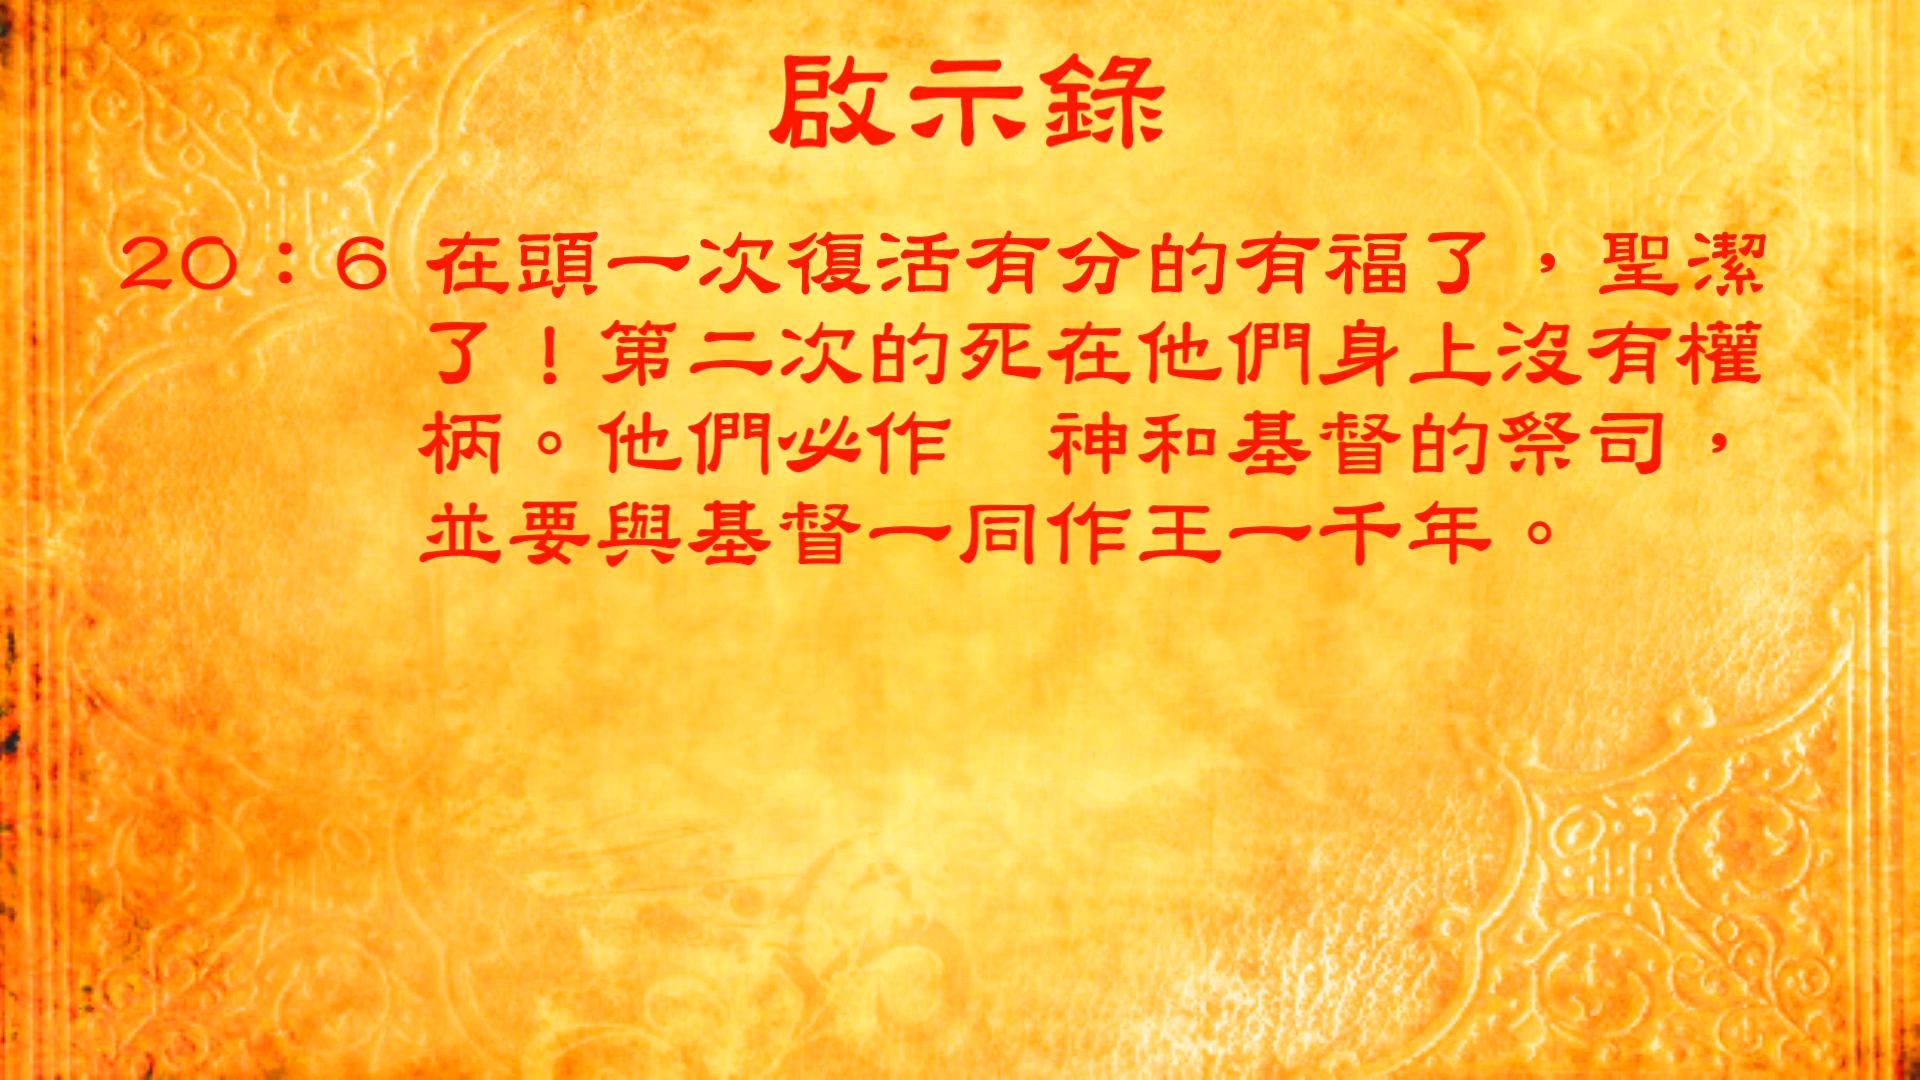 啟示錄
20：6 在頭一次復活有分的有福了，聖潔
了！第二次的死在他們身上沒有權
柄。他們必作　神和基督的祭司，
並要與基督一同作王一千年。